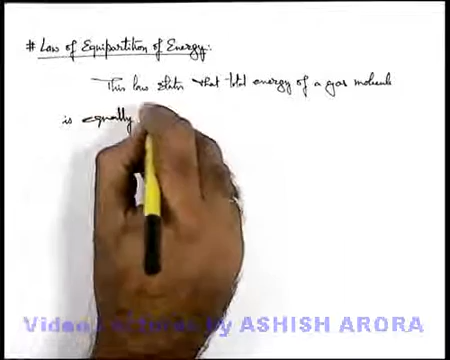 # Law of Equipartition of Energy:
This law states that total energy of a gas molecule
is equally
Video Lectures by ASHISH ARORA